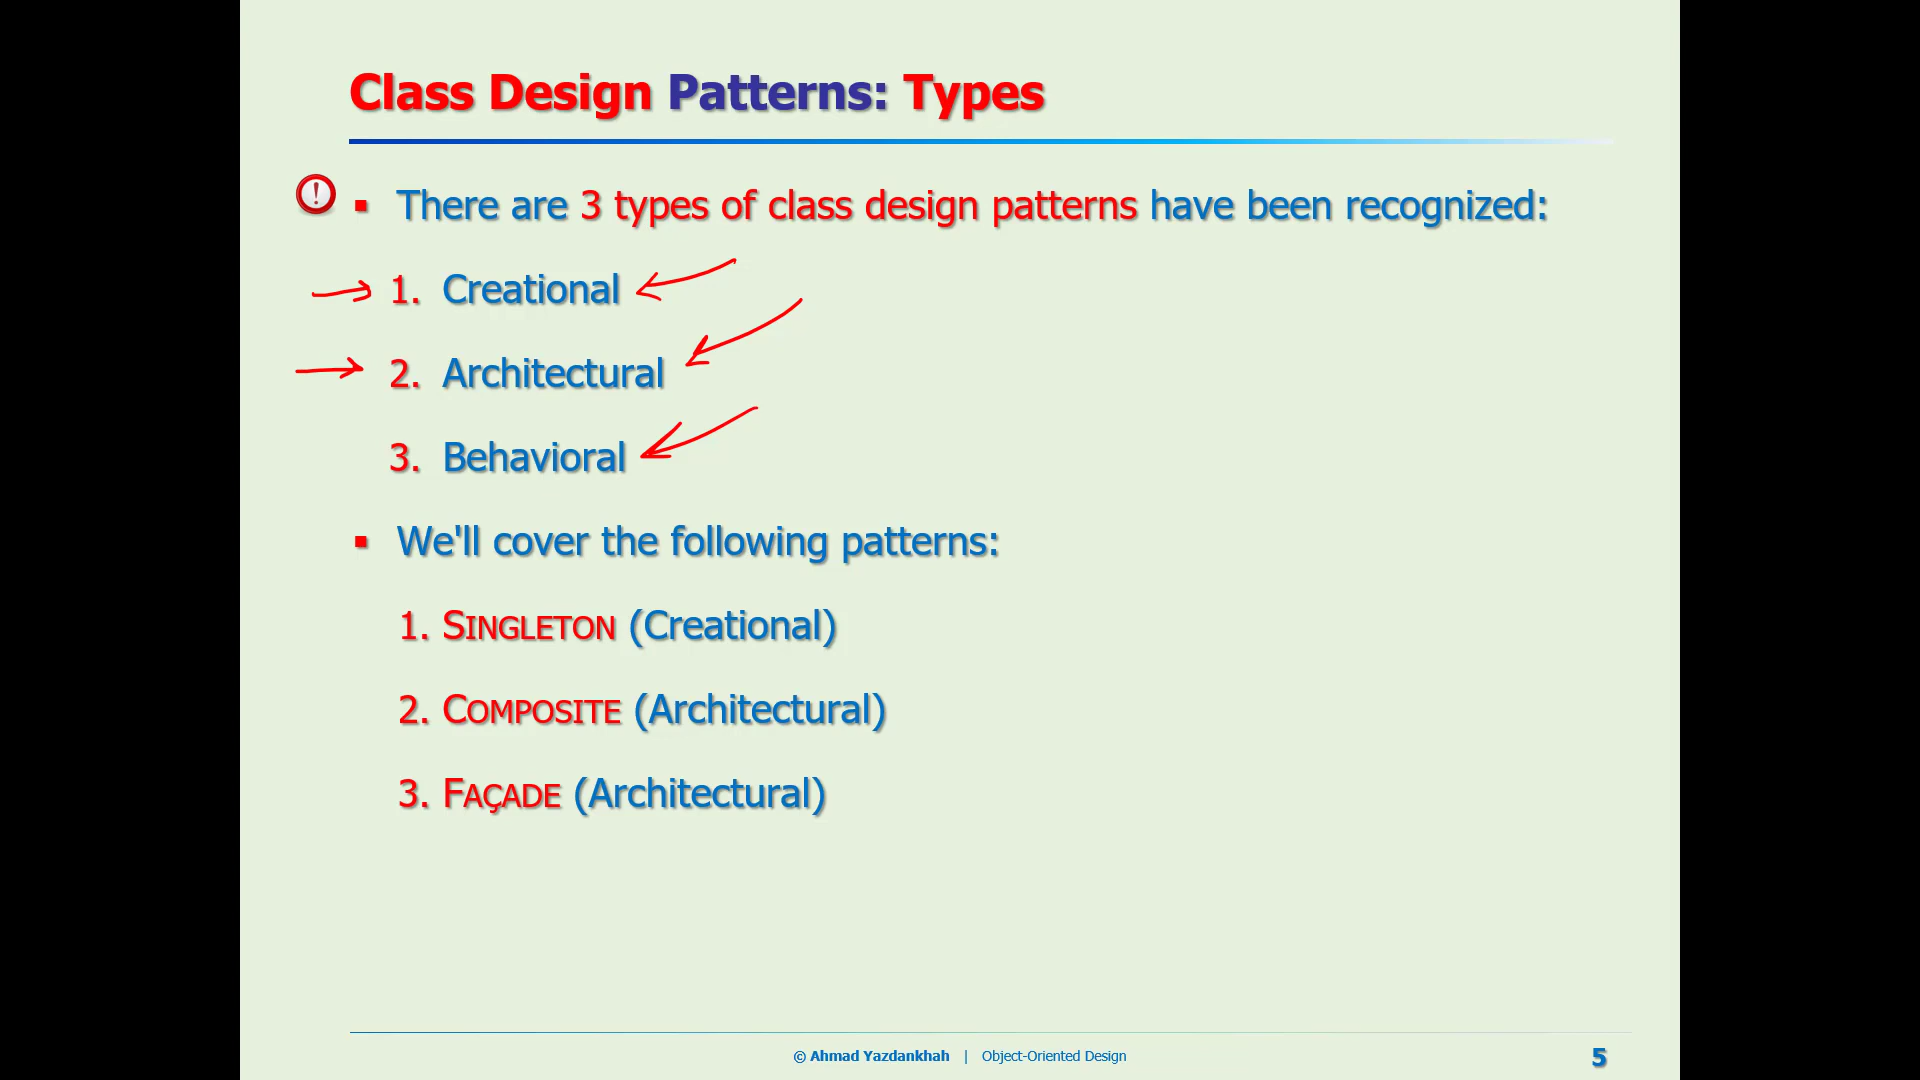 Class Design Patterns: Types
▪ There are 3 types of class design patterns have been recognized:
1. Creational
2. Architectural
3. Behavioral
▪ We'll cover the following patterns:
1. SINGLETON (Creational)
2. COMPOSITE (Architectural)
3. FAÇADE (Architectural)
© Ahmad Yazdankhah | Object-Oriented Design
5